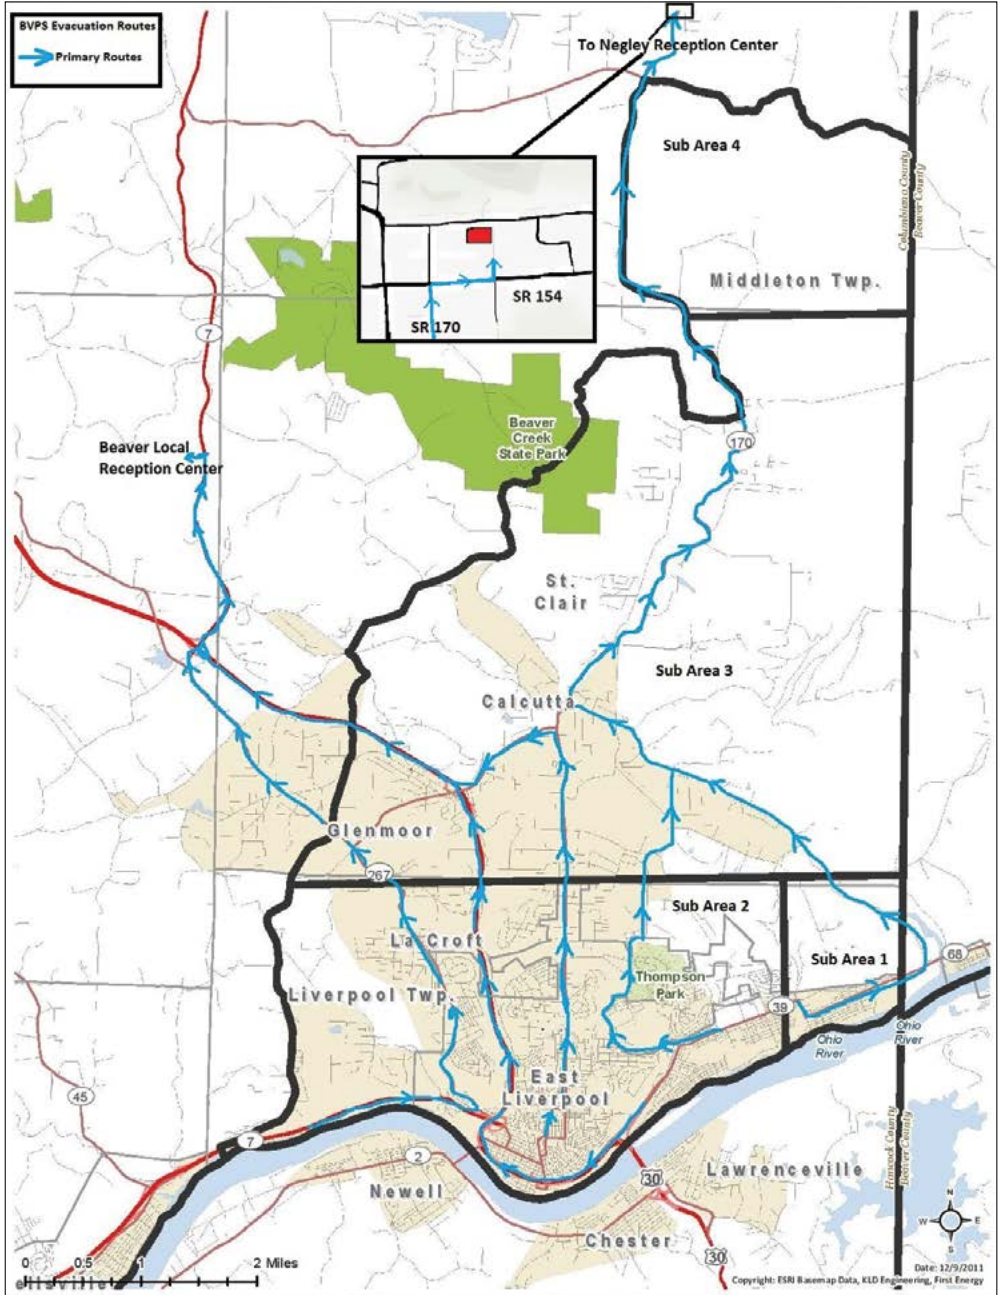 BVPS Evacuation Routes
Primary Routes
To Negley Reception Center
Sub Area 4
Columbiana County
Beaver County
Middleton Twp.
SR 154
SR 170
7
Beaver Local
Reception Center
Beaver
Creek
State Park
170
St.
Clair
Sub Area 3
Calcutta
Glenmoor
267
Sub Area 2
La Croft
Sub Area 1
68
Liverpool Twp.
Thompson
Park
39
Ohio
River
Ohio
River
East
Liverpool
45
7
2
Hancock County
Beaver County
30
Lawrenceville
Newell
Chester
30
N
W
E
S
0 0.5 1 2 Miles
Date: 12/9/2011
Copyright: ESRI Basemap Data, KLD Engineering, First Energy